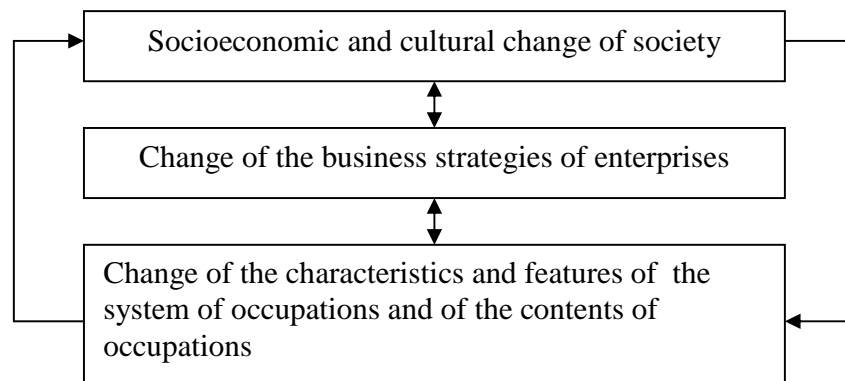 Socioeconomic and cultural change of society
Change of the business strategies of enterprises
Change of the characteristics and features of  the
system of occupations and of the contents of
occupations